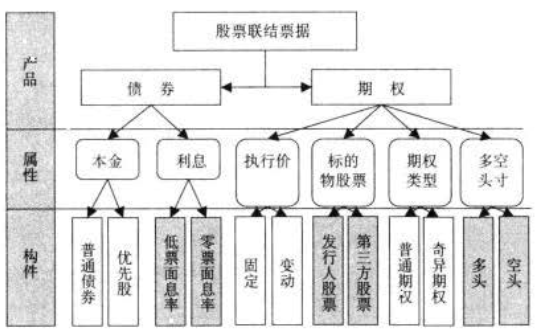 股票联结票据
产品
债券
期权
属性
本金
利息
执行价
标的
物股票
期权
类型
多空
头寸
构件
普通债券
优先股
低票面息率
零票面息率
固定
变动
发行人股票
第三方股票
普通期权
奇异期权
多头
空头